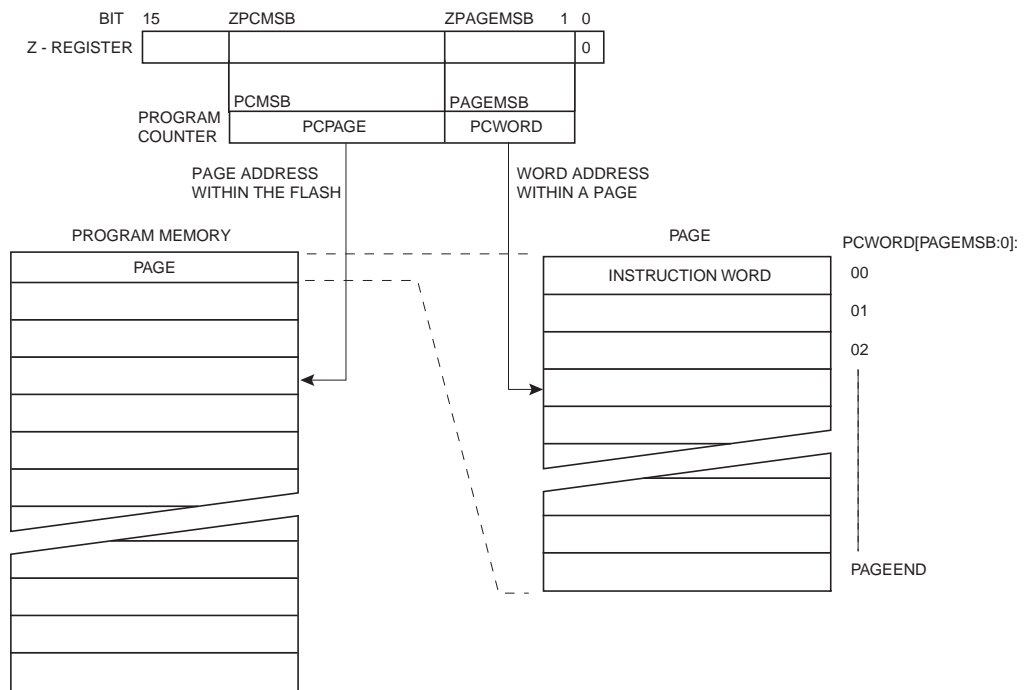 BIT 15 ZPCMSB ZPAGEMSB 1 0
Z - REGISTER 0
PCMSB PAGEMSB
PROGRAM
COUNTER
PCPAGE PCWORD
PAGE ADDRESS
WITHIN THE FLASH
WORD ADDRESS
WITHIN A PAGE
PROGRAM MEMORY
PAGE
PAGE
PCWORD[PAGEMSB:0]:
INSTRUCTION WORD
00
01
02
PAGEEND